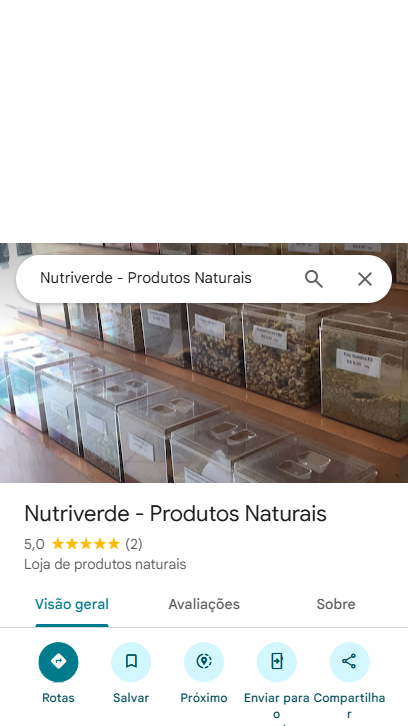 Nutriverde - Produtos Naturais
Nutriverde - Produtos Naturais
5,0 ★★★★★ (2)
Loja de produtos naturais
Visão geral Avaliações Sobre
Rotas Salvar Próximo Enviar para o Compartilhar